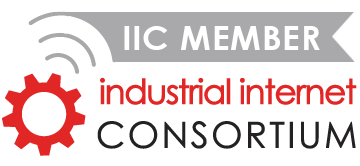 IIC MEMBER
industrial internet
CONSORTIUM